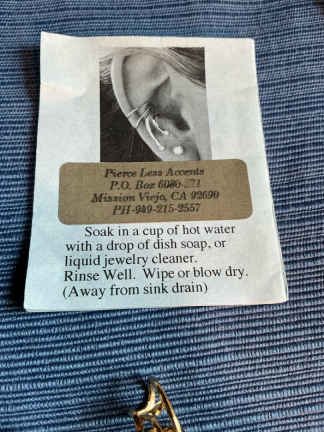 Pierce Less Accents
P.O. Box
Mission Viejo, CA 92690
PH-949-215-2557
Soak in a cup of hot water
with a drop of dish soap, or
liquid jewelry cleaner.
Rinse Well. Wipe or blow dry.
(Away from sink drain)